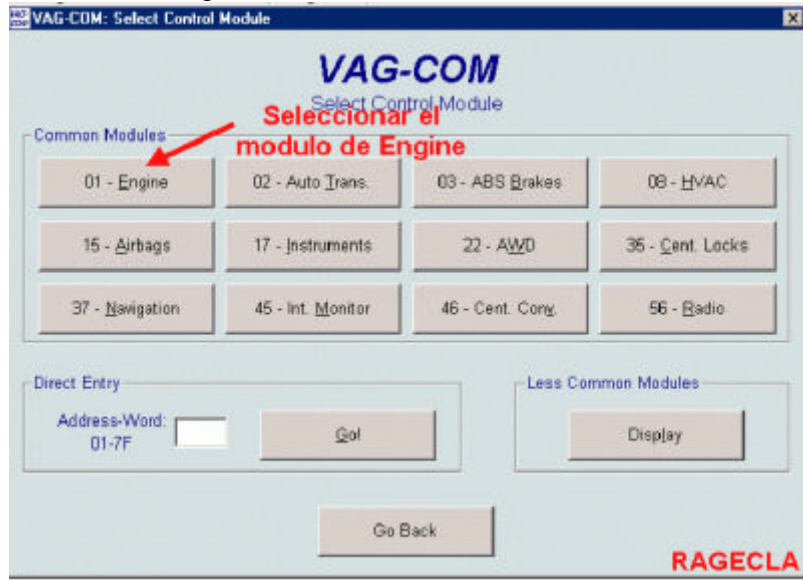 VAG-COM: Select Control Module
VAG-COM
Select Control Module
Seleccionar el
modulo de Engine
Common Modules
01 - Engine
02 - Auto Trans.
03 - ABS Brakes
08 - HVAC
15 - Airbags
17 - Instruments
22 - AWD
35 - Cent. Locks
37 - Navigation
45 - Int. Monitor
46 - Cent. Conv.
56 - Radio
Direct Entry
Address-Word:
01-7F
Go!
Less Common Modules
Display
Go Back
RAGECLA